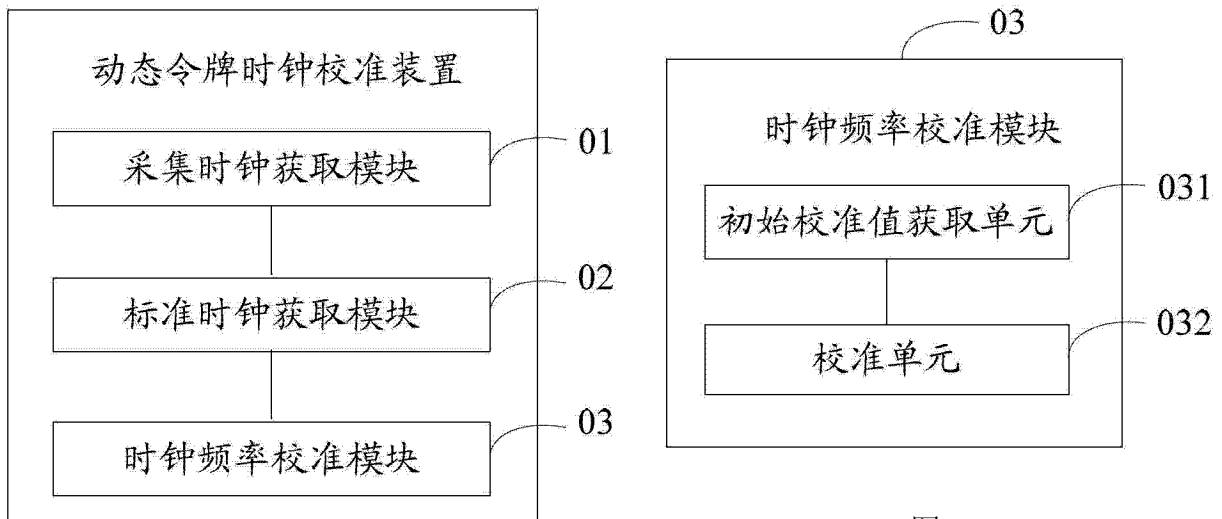 动态令牌时钟校准装置
采集时钟获取模块
01
标准时钟获取模块
02
时钟频率校准模块
03
03
时钟频率校准模块
初始校准值获取单元
031
校准单元
032